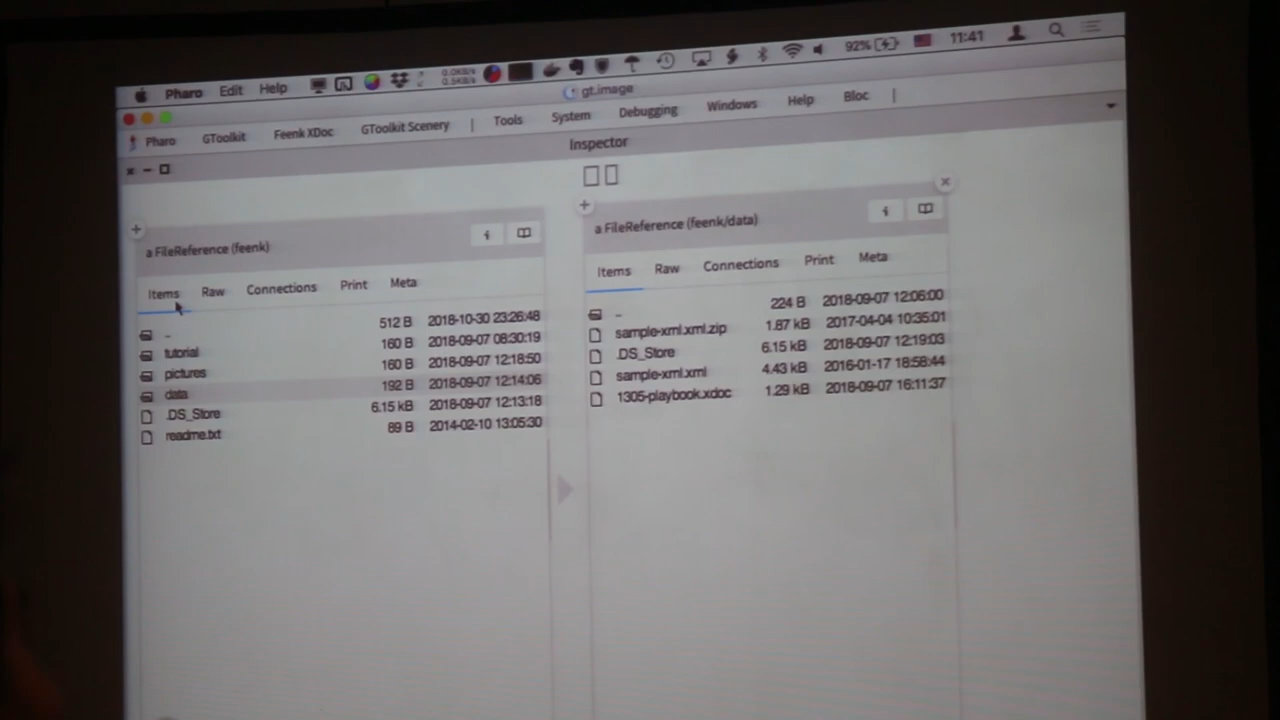 Pharo Edit Help 92% 11:41
gt.image
Pharo GToolkit Feenk XDoc GToolkit Scenery | Tools System Debugging Windows Help Bloc |
Inspector
a FileReference (feenk)
Items Raw Connections Print Meta
.. 512 B 2018-10-30 23:26:48
tutorial 160 B 2018-09-07 08:30:19
pictures 160 B 2018-09-07 12:18:50
data 192 B 2018-09-07 12:14:06
.DS_Store 6.15 kB 2018-09-07 12:13:18
readme.txt 89 B 2014-02-10 13:05:30
a FileReference (feenk/data)
Items Raw Connections Print Meta
.. 224 B 2018-09-07 12:06:00
sample-xml.xml.zip 1.87 kB 2017-04-04 10:35:01
.DS_Store 6.15 kB 2018-09-07 12:19:03
sample-xml.xml 4.43 kB 2016-01-17 18:58:44
1305-playbook.xdoc 1.29 kB 2018-09-07 16:11:37